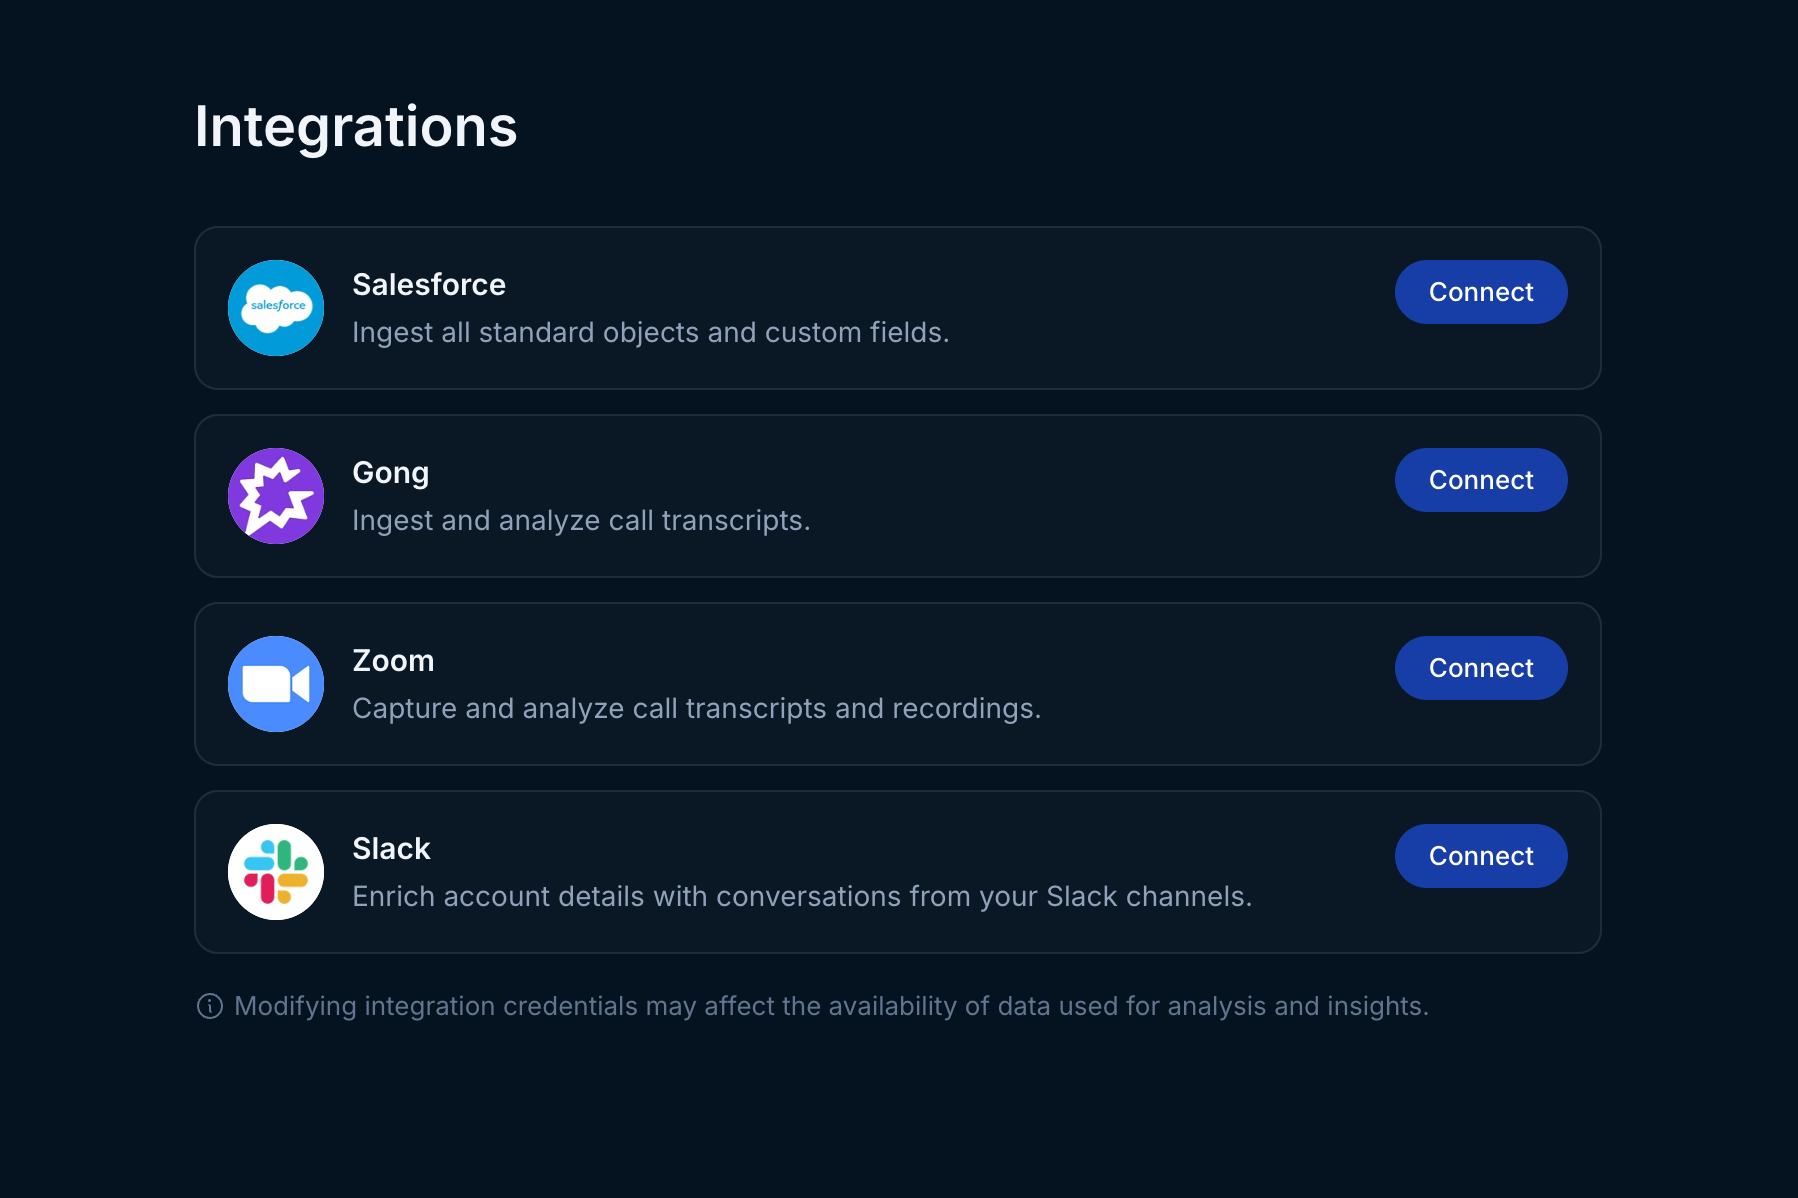 Integrations
salesforce
Salesforce
Connect
Ingest all standard objects and custom fields.
Gong
Connect
Ingest and analyze call transcripts.
Zoom
Connect
Capture and analyze call transcripts and recordings.
Slack
Connect
Enrich account details with conversations from your Slack channels.
Modifying integration credentials may affect the availability of data used for analysis and insights.